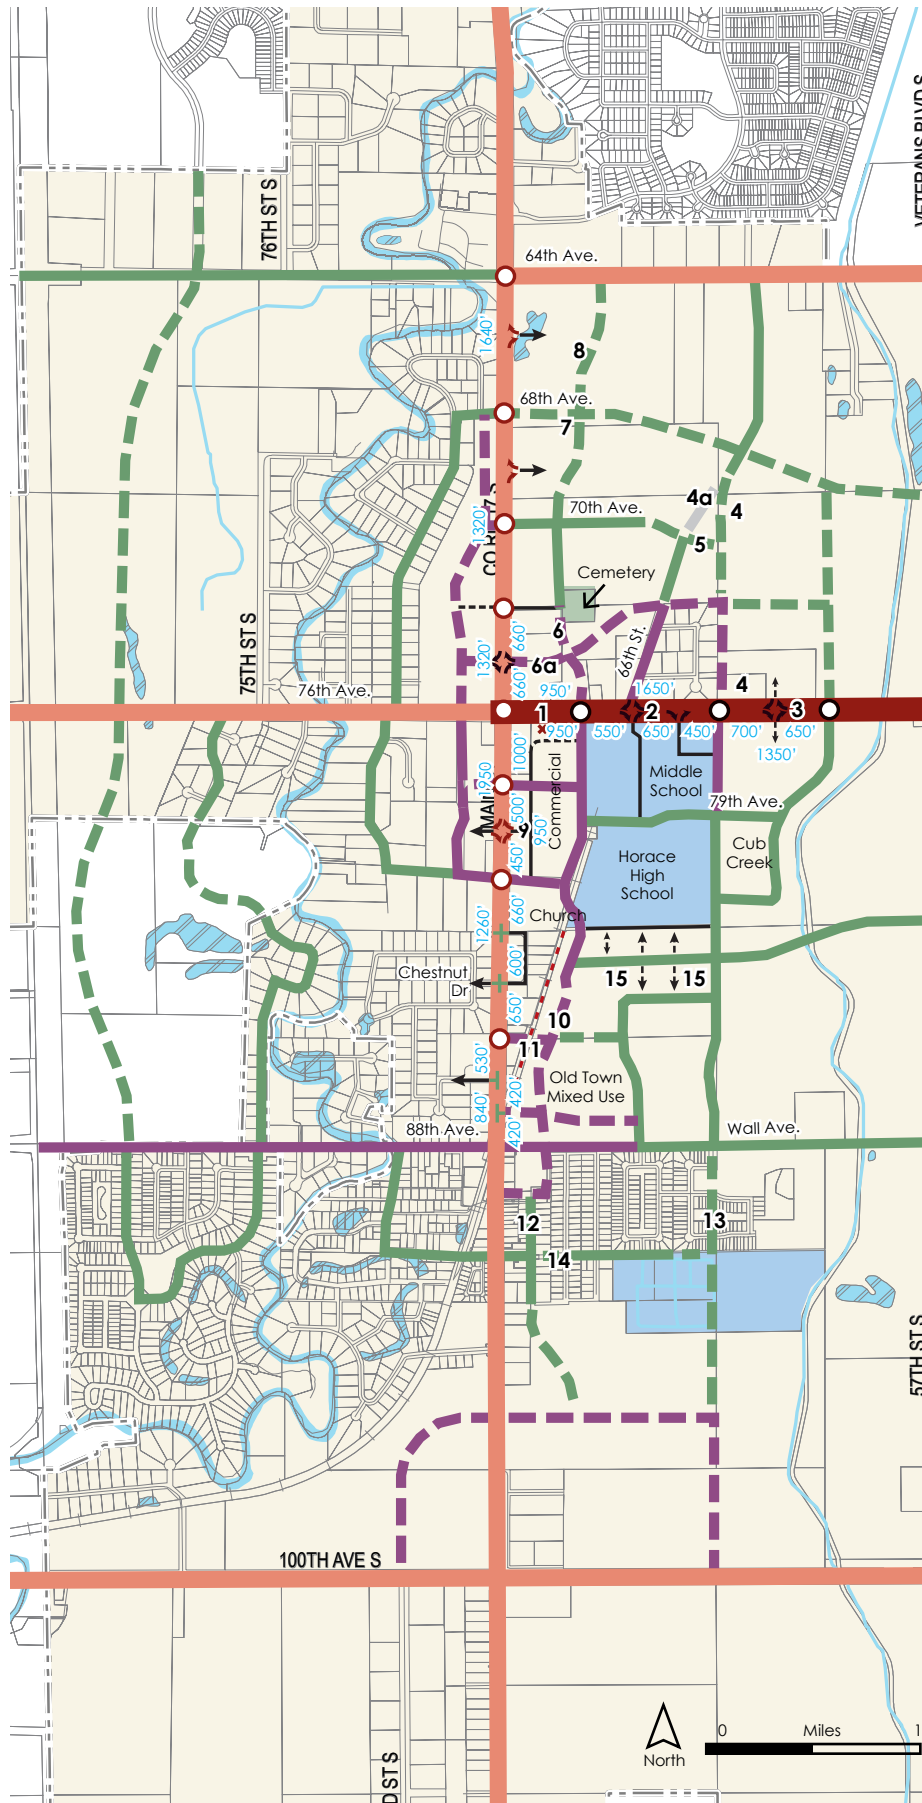 VETERANS BLVD S
76TH ST S
64th Ave.
1640'
8
68th Ave.
7
4a
4
70th Ave.
1320'
5
Cemetery
6
660'
66th St.
75TH ST S
1320'
6a
660'
76th Ave.
950'
1650'
4
1
2
3
950'
550'
650'
450'
700'
650'
1350'
1000'
Middle
School
1950
79th Ave.
MAIN
500'
Commercial
9
950'
Cub
Creek
450'
Horace
High
School
660'
Church
1260'
Chestnut
Dr
600'
15
15
650'
10
11
530'
Old Town
Mixed Use
420'
840'
88th Ave.
420'
Wall Ave.
12
13
14
57TH ST S
100TH AVE S
0
Miles
1
North
D ST S